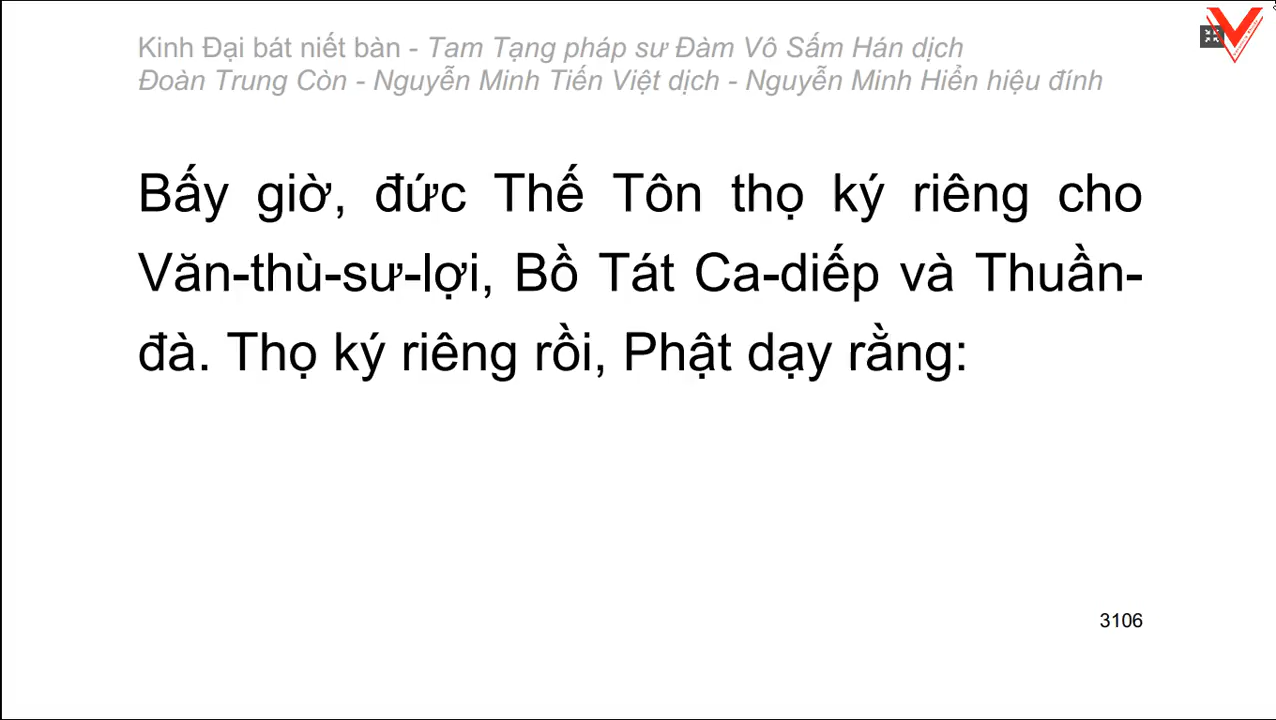 Kinh Đại bát niết bàn - Tam Tạng pháp sư Đàm Vô Sấm Hán dịch
Đoàn Trung Còn - Nguyễn Minh Tiến Việt dịch - Nguyễn Minh Hiển hiệu đính
Bấy giờ, đức Thế Tôn thọ ký riêng cho
Văn-thù-sư-lợi, Bồ Tát Ca-diếp và Thuần-
đà. Thọ ký riêng rồi, Phật dạy rằng:
3106